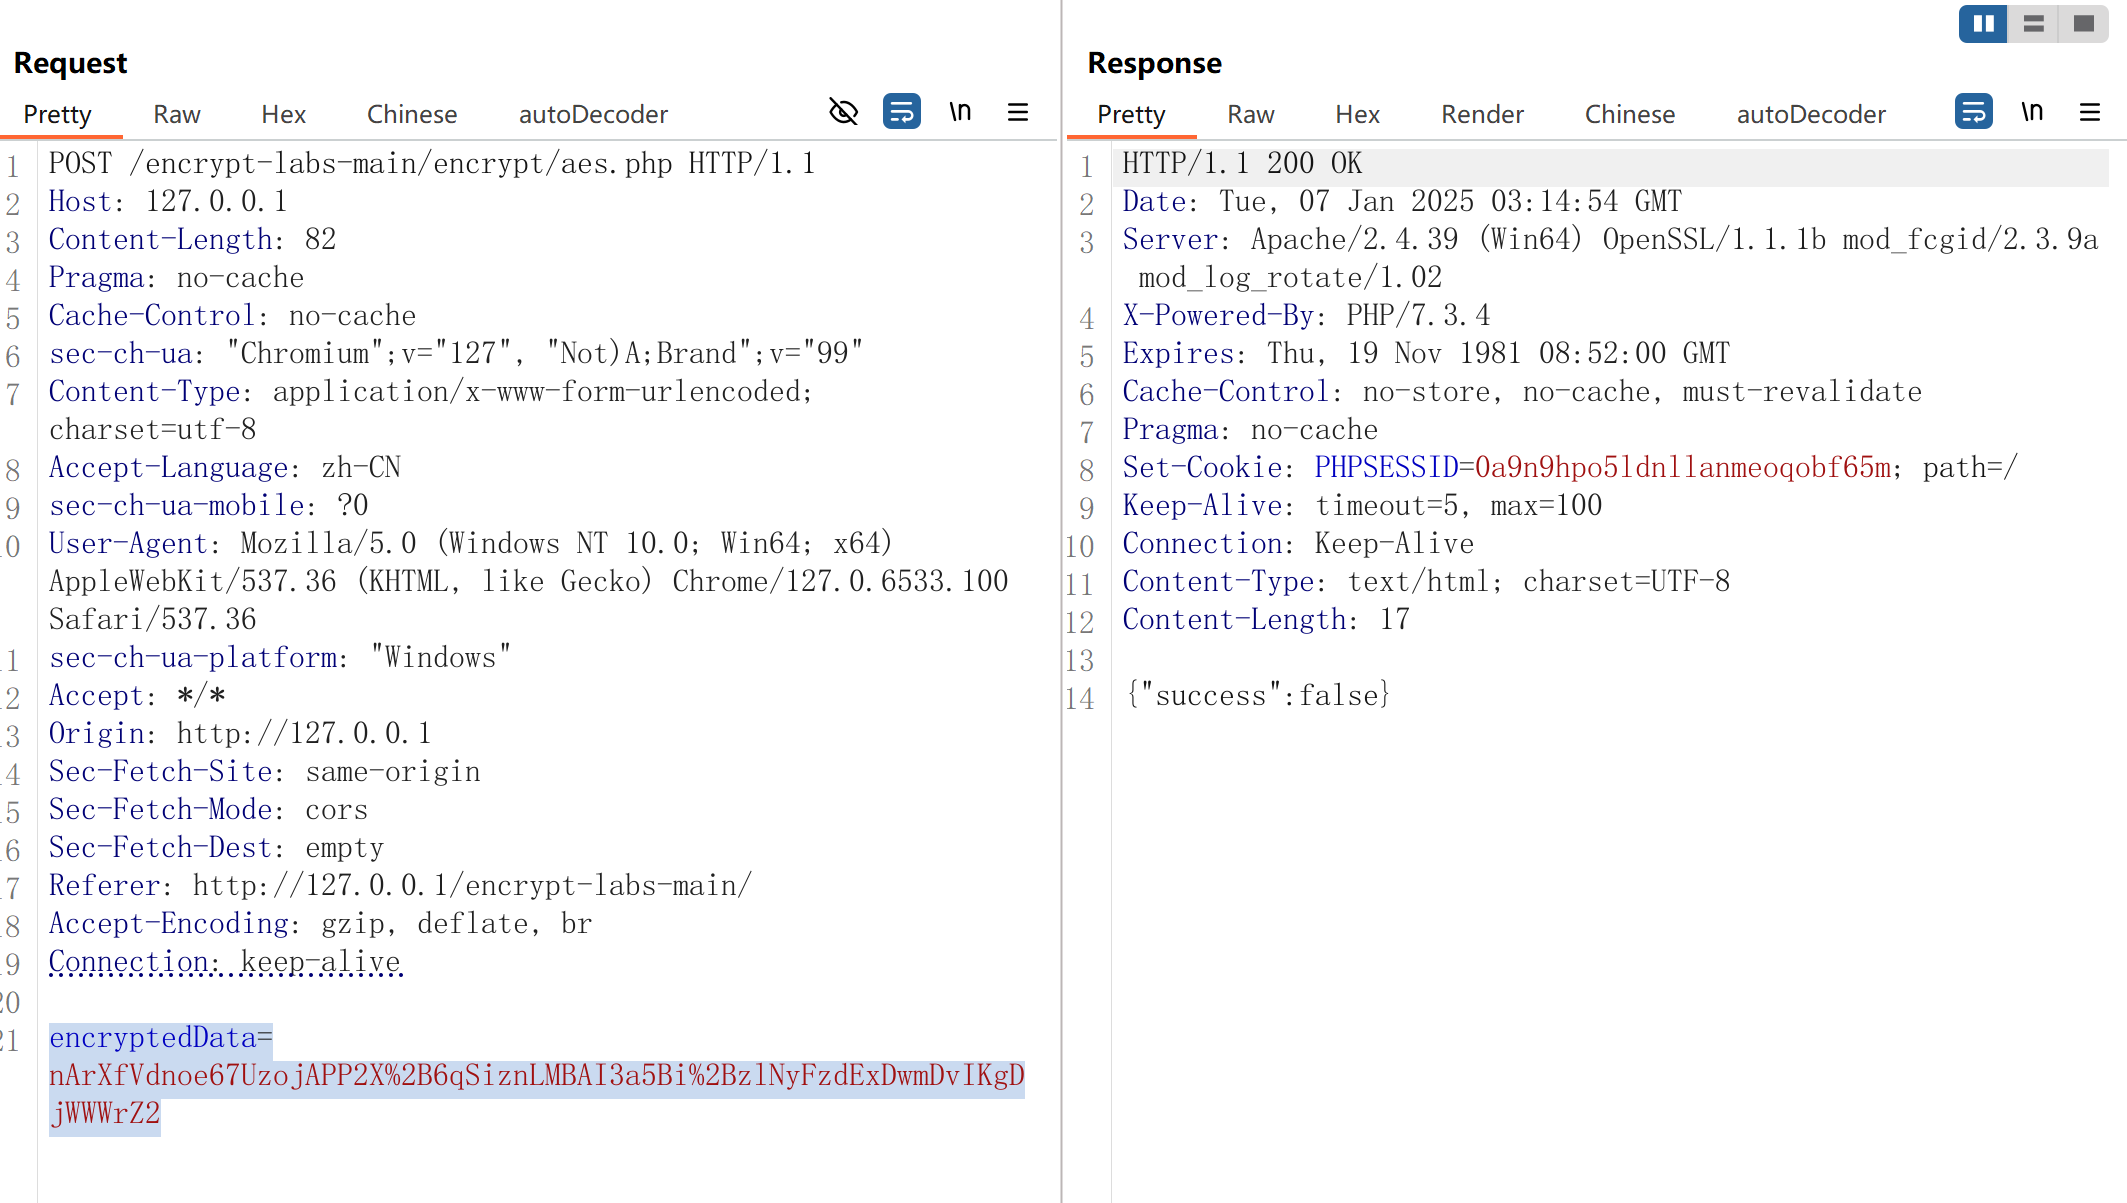 Request
Pretty Raw Hex Chinese autoDecoder \n
1 POST /encrypt-labs-main/encrypt/aes.php HTTP/1.1
2 Host: 127.0.0.1
3 Content-Length: 82
4 Pragma: no-cache
5 Cache-Control: no-cache
6 sec-ch-ua: "Chromium";v="127", "Not)A;Brand";v="99"
7 Content-Type: application/x-www-form-urlencoded;
charset=utf-8
8 Accept-Language: zh-CN
9 sec-ch-ua-mobile: ?0
10 User-Agent: Mozilla/5.0 (Windows NT 10.0; Win64; x64)
AppleWebKit/537.36 (KHTML, like Gecko) Chrome/127.0.6533.100
Safari/537.36
11 sec-ch-ua-platform: "Windows"
12 Accept: */*
13 Origin: http://127.0.0.1
14 Sec-Fetch-Site: same-origin
15 Sec-Fetch-Mode: cors
16 Sec-Fetch-Dest: empty
17 Referer: http://127.0.0.1/encrypt-labs-main/
18 Accept-Encoding: gzip, deflate, br
19 Connection: keep-alive
20
21 encryptedData=
nArXfVdnoe67UzojAPP2X%2B6qSiznLMBAI3a5Bi%2BzlNyFzdExDwmDvIKgD
jWWWrZ2
Response
Pretty Raw Hex Render Chinese autoDecoder \n
1 HTTP/1.1 200 OK
2 Date: Tue, 07 Jan 2025 03:14:54 GMT
3 Server: Apache/2.4.39 (Win64) OpenSSL/1.1.1b mod_fcgid/2.3.9a
mod_log_rotate/1.02
4 X-Powered-By: PHP/7.3.4
5 Expires: Thu, 19 Nov 1981 08:52:00 GMT
6 Cache-Control: no-store, no-cache, must-revalidate
7 Pragma: no-cache
8 Set-Cookie: PHPSESSID=0a9n9hpo5ldnllanmeoqobf65m; path=/
9 Keep-Alive: timeout=5, max=100
10 Connection: Keep-Alive
11 Content-Type: text/html; charset=UTF-8
12 Content-Length: 17
13
14 {"success":false}